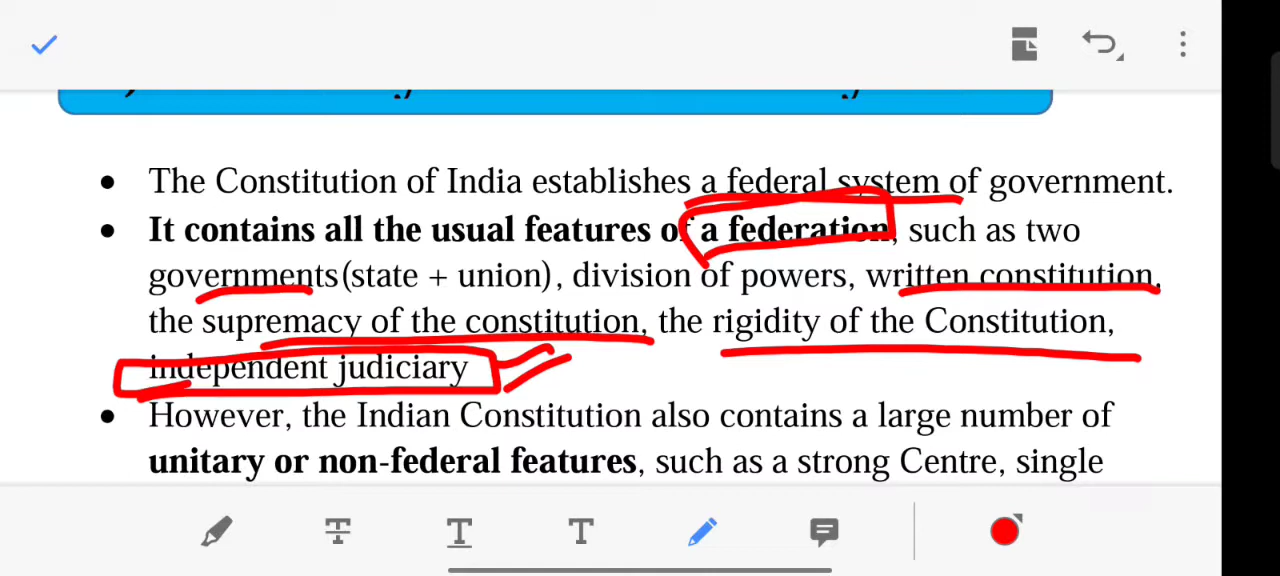 • The Constitution of India establishes a federal system of government.
• It contains all the usual features of a federation, such as two
governments(state + union), division of powers, written constitution,
the supremacy of the constitution, the rigidity of the Constitution,
independent judiciary
• However, the Indian Constitution also contains a large number of
unitary or non-federal features, such as a strong Centre, single